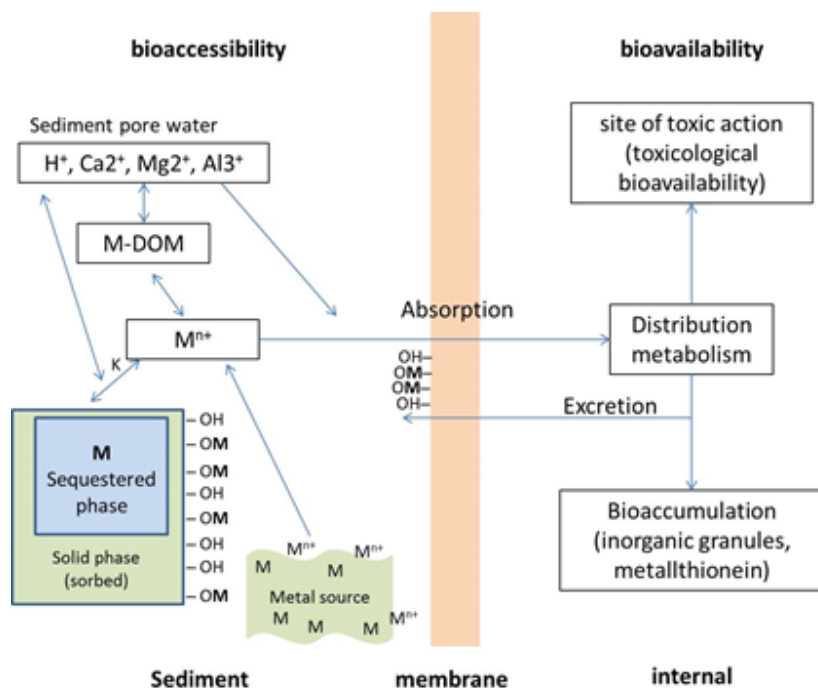 bioaccessibility
bioavailability
Sediment pore water
H⁺, Ca2⁺, Mg2⁺, Al3⁺
site of toxic action
(toxicological
bioavailability)
M-DOM
Absorption
Mⁿ⁺
Distribution
metabolism
K
OH–
OM–
OM–
OH–
Excretion
M
Sequestered
phase
Solid phase
(sorbed)
– OH
– OM
– OM
– OH
– OM
– OH
– OH
– OM
Mⁿ⁺
Mⁿ⁺
M
M
Metal source
M
M
M
Mⁿ⁺
Bioaccumulation
(inorganic granules,
metallthionein)
Sediment
membrane
internal